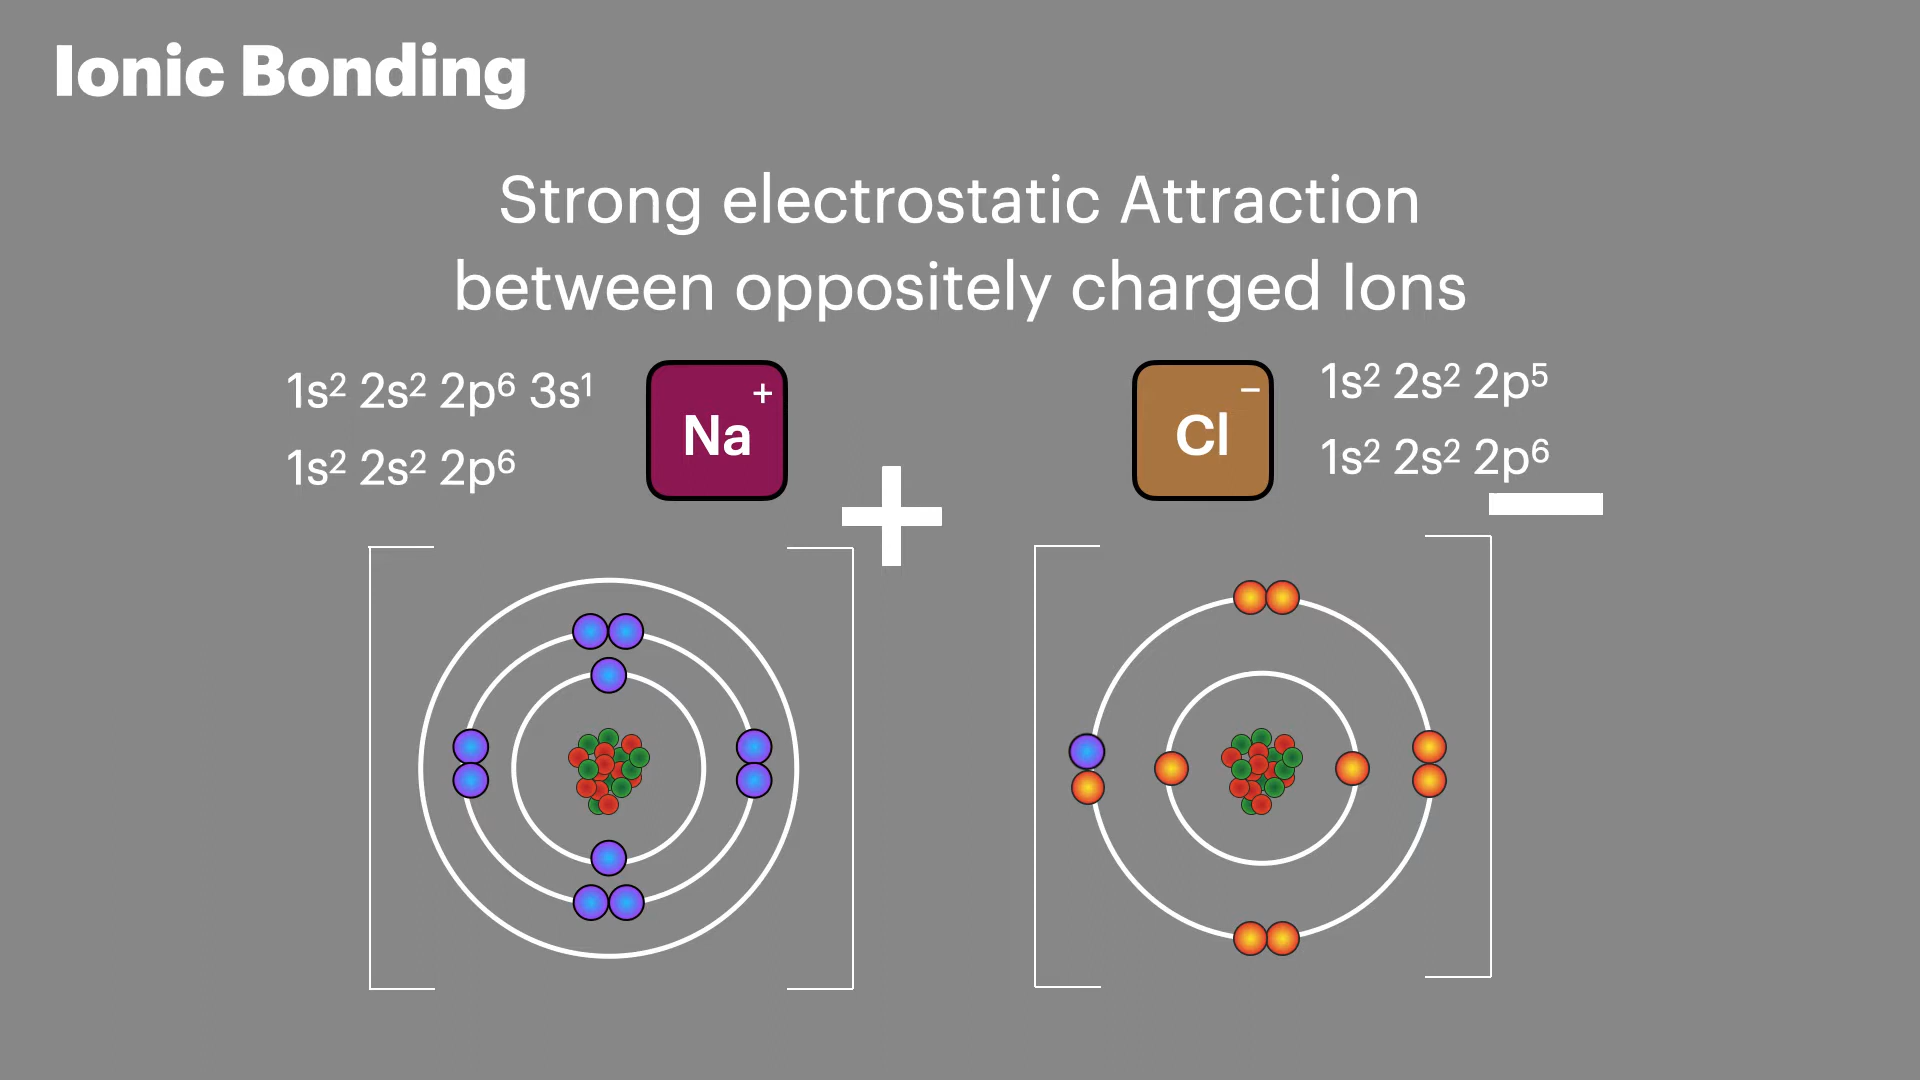 Ionic Bonding
Strong electrostatic Attraction
between oppositely charged Ions
1s² 2s² 2p⁶ 3s¹
1s² 2s² 2p⁶
Na +
Cl −
1s² 2s² 2p⁵
1s² 2s² 2p⁶
+
−